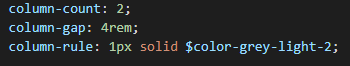 column-count: 2;
column-gap: 4rem;
column-rule: 1px solid $color-grey-light-2;